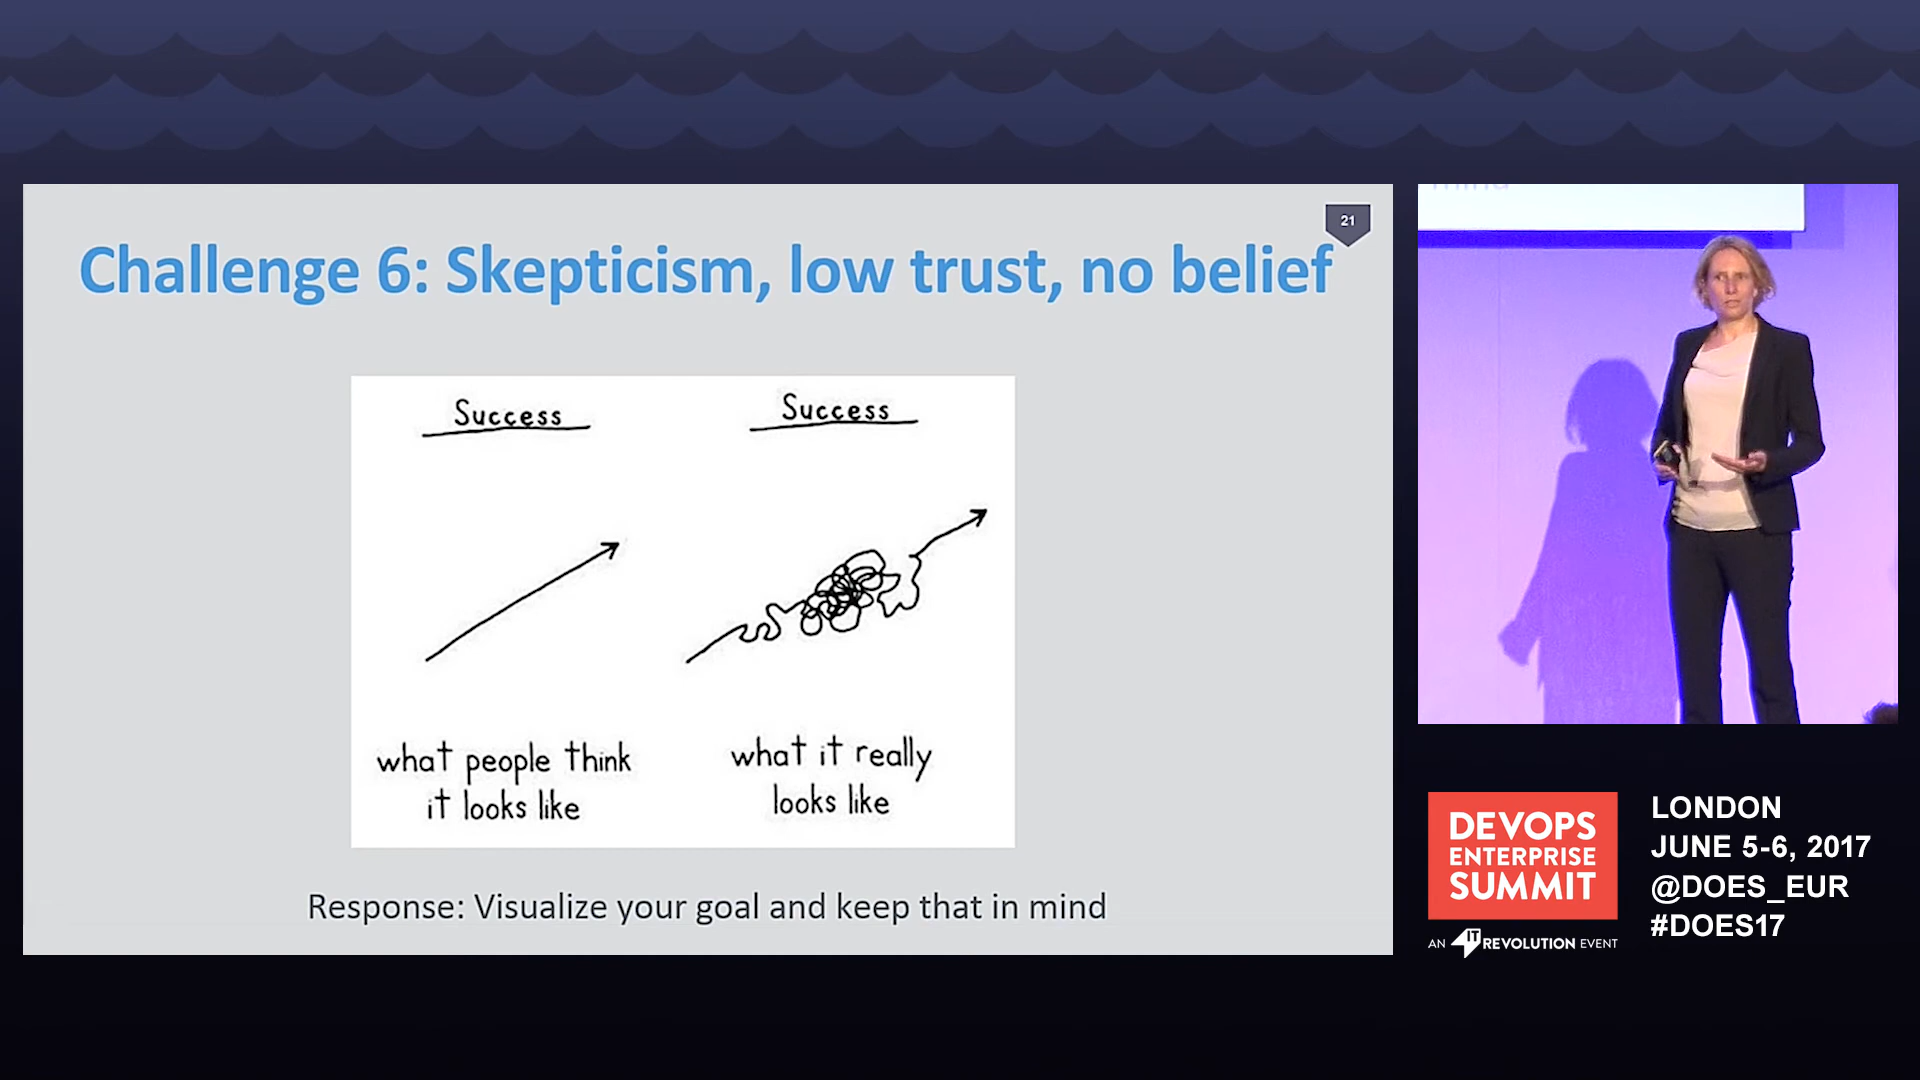 21
Challenge 6: Skepticism, low trust, no belief
Success
Success
what people think
it looks like
what it really
looks like
Response: Visualize your goal and keep that in mind
mind
DEVOPS
ENTERPRISE
SUMMIT
AN IT REVOLUTION EVENT
LONDON
JUNE 5-6, 2017
@DOES_EUR
#DOES17